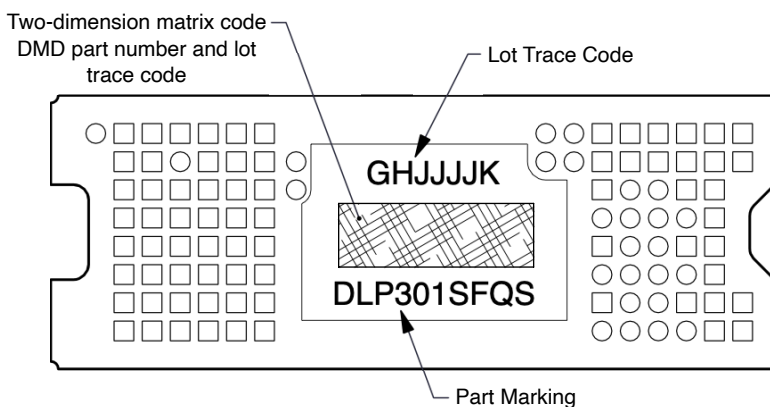 Two-dimension matrix code
DMD part number and lot
trace code
Lot Trace Code
GHJJJJK
DLP301SFQS
Part Marking